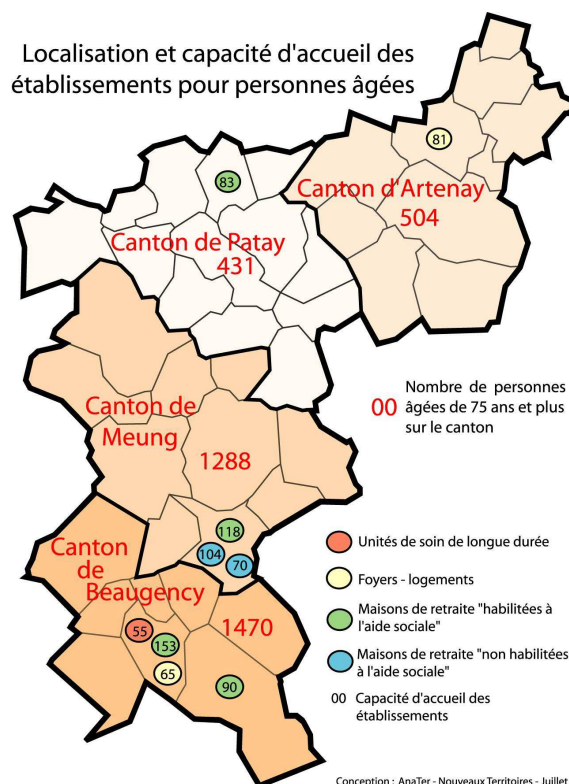 Localisation et capacité d'accueil des
établissements pour personnes âgées
81
83
Canton d'Artenay
504
Canton de Patay
431
00
Nombre de personnes
âgées de 75 ans et plus
sur le canton
Canton de
Meung
1288
118
104
70
Canton
de
Beaugency
1470
55
153
65
90
Unités de soin de longue durée
Foyers - logements
Maisons de retraite "habilitées à
l'aide sociale"
Maisons de retraite "non habilitées
à l'aide sociale"
00 Capacité d'accueil des
établissements
Conception : AnaTer - Nouveaux Territoires - Juillet